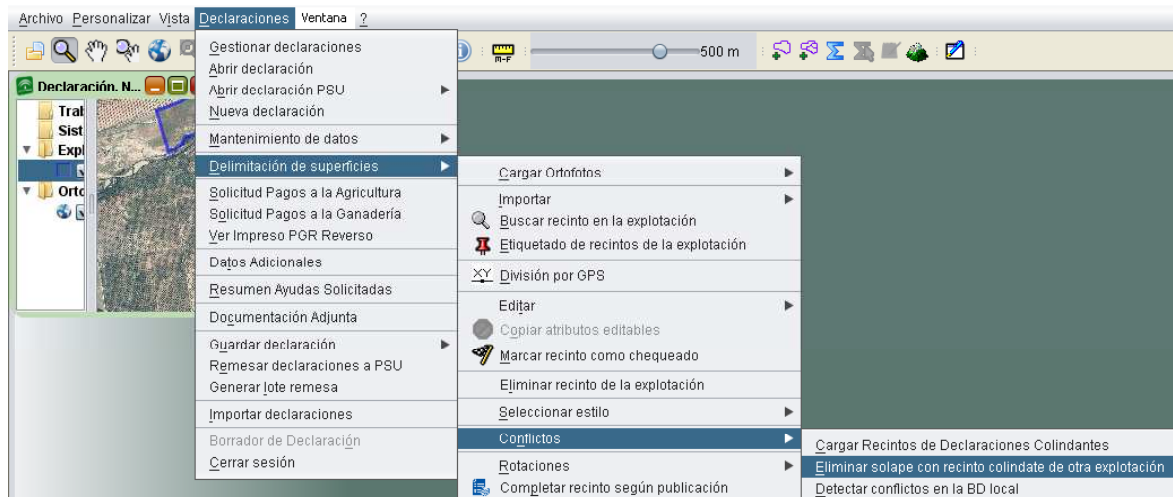 Archivo Personalizar Vista Declaraciones Ventana ?
M-F 500 m
Declaración. N...
Gestionar declaraciones
Abrir declaración
Abrir declaración PSU
Nueva declaración
Mantenimiento de datos
Delimitación de superficies
Solicitud Pagos a la Agricultura
Solicitud Pagos a la Ganadería
Ver Impreso PGR Reverso
Datos Adicionales
Resumen Ayudas Solicitadas
Documentación Adjunta
Guardar declaración
Remesar declaraciones a PSU
Generar lote remesa
Importar declaraciones
Borrador de Declaración
Cerrar sesión
Tral
Sist
Expl
Orto
Cargar Ortofotos
Importar
Buscar recinto en la explotación
Etiquetado de recintos de la explotación
XY División por GPS
Editar
Copiar atributos editables
Marcar recinto como chequeado
Eliminar recinto de la explotación
Seleccionar estilo
Conflictos
Rotaciones
Completar recinto según publicación
Cargar Recintos de Declaraciones Colindantes
Eliminar solape con recinto colindate de otra explotación
Detectar conflictos en la BD local